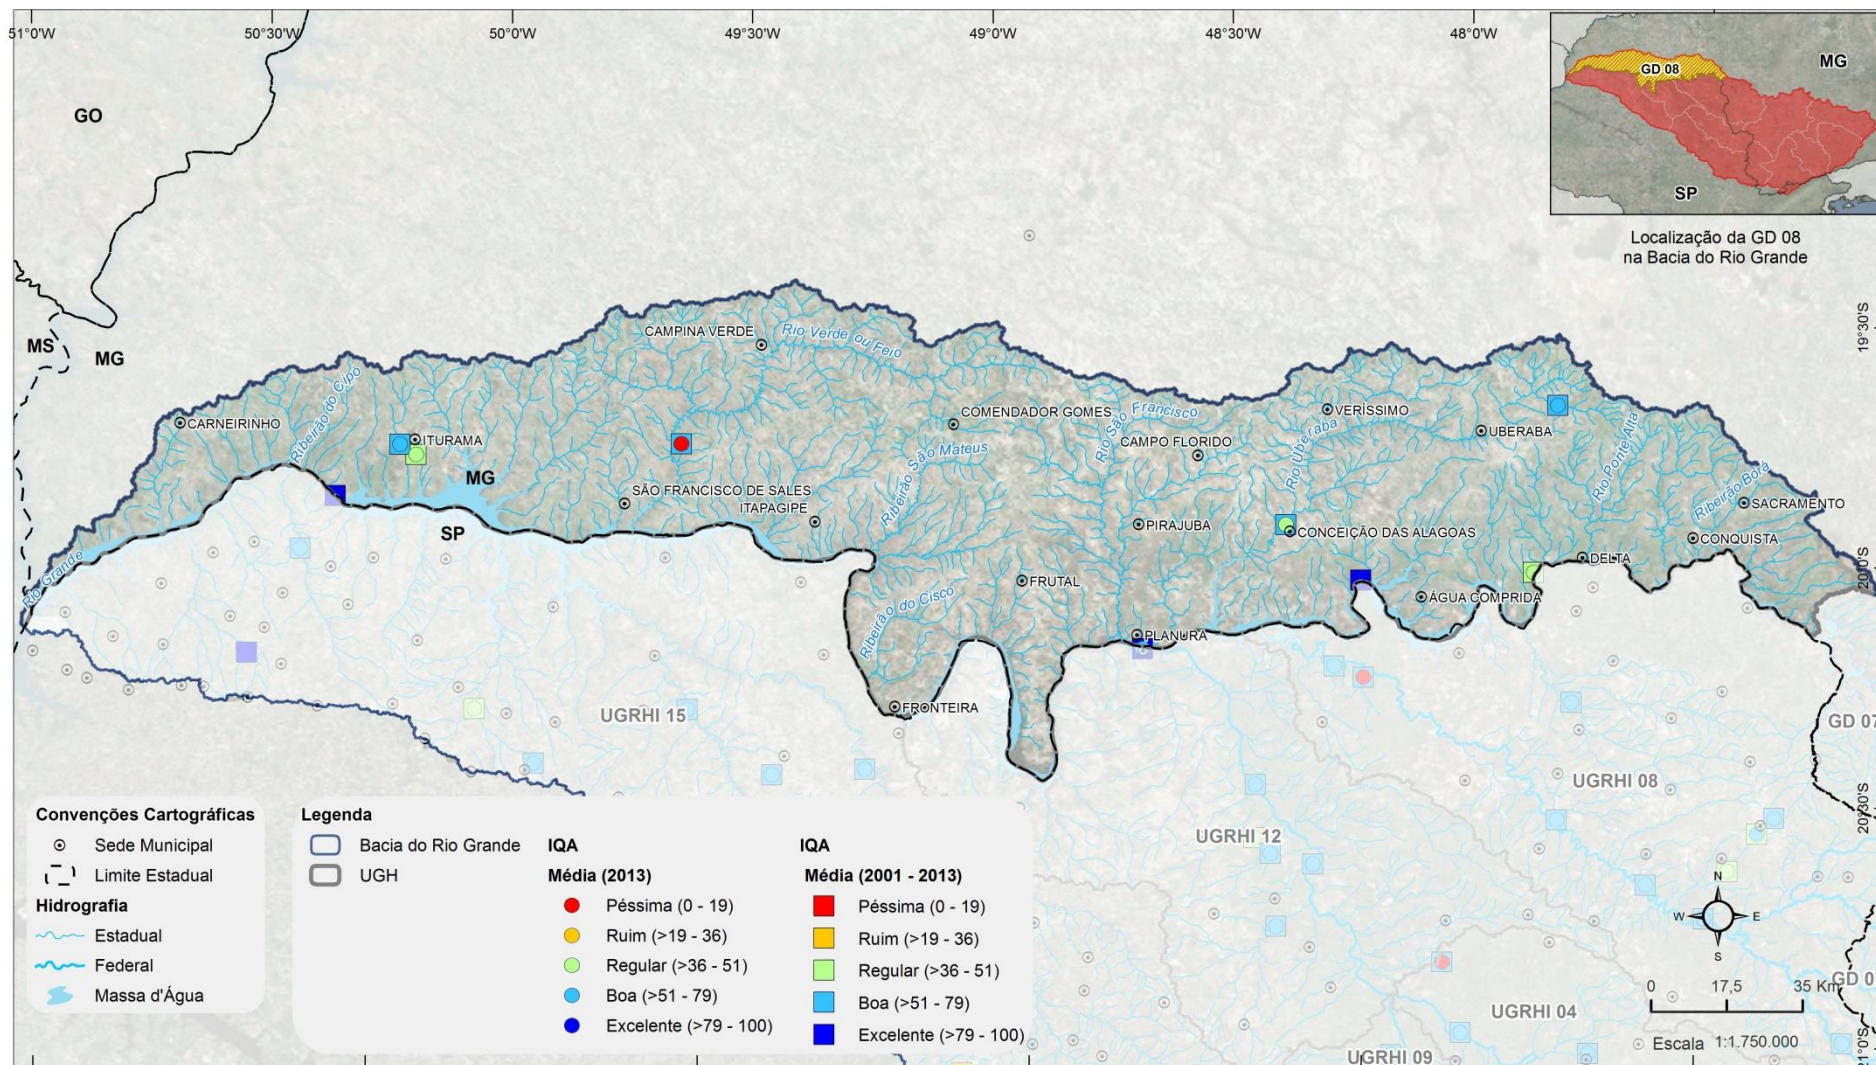 51°0'W
50°30'W
50°0'W
49°30'W
49°0'W
48°30'W
48°0'W
GO
MS
MG
GD 08
MG
SP
Localização da GD 08
na Bacia do Rio Grande
19°30'S
20°0'S
20°30'S
21°0'S
CAMPINA VERDE
Rio Verde ou Feio
CARNEIRINHO
Ribeirão do Cipó
ITURAMA
COMENDADOR GOMES
Rio São Francisco
CAMPO FLORIDO
VERÍSSIMO
UBERABA
Rio Uberaba
Rio Ponte Alta
Ribeirão São Mateus
MG
SÃO FRANCISCO DE SALES
ITAPAGIPE
SP
PIRAJUBA
CONCEIÇÃO DAS ALAGOAS
Ribeirão Borá
SACRAMENTO
CONQUISTA
DELTA
Rio Grande
FRUTAL
Ribeirão do Cisco
ÁGUA COMPRIDA
PLANURA
FRONTEIRA
UGRHI 15
GD 07
UGRHI 08
UGRHI 12
UGRHI 04
UGRHI 09
Convenções Cartográficas
Sede Municipal
Limite Estadual
Hidrografia
Estadual
Federal
Massa d'Água
Legenda
Bacia do Rio Grande
UGH
IQA
Média (2013)
Péssima (0 - 19)
Ruim (>19 - 36)
Regular (>36 - 51)
Boa (>51 - 79)
Excelente (>79 - 100)
IQA
Média (2001 - 2013)
Péssima (0 - 19)
Ruim (>19 - 36)
Regular (>36 - 51)
Boa (>51 - 79)
Excelente (>79 - 100)
N
W
E
S
0 17,5 35 Km
Escala 1:1.750.000